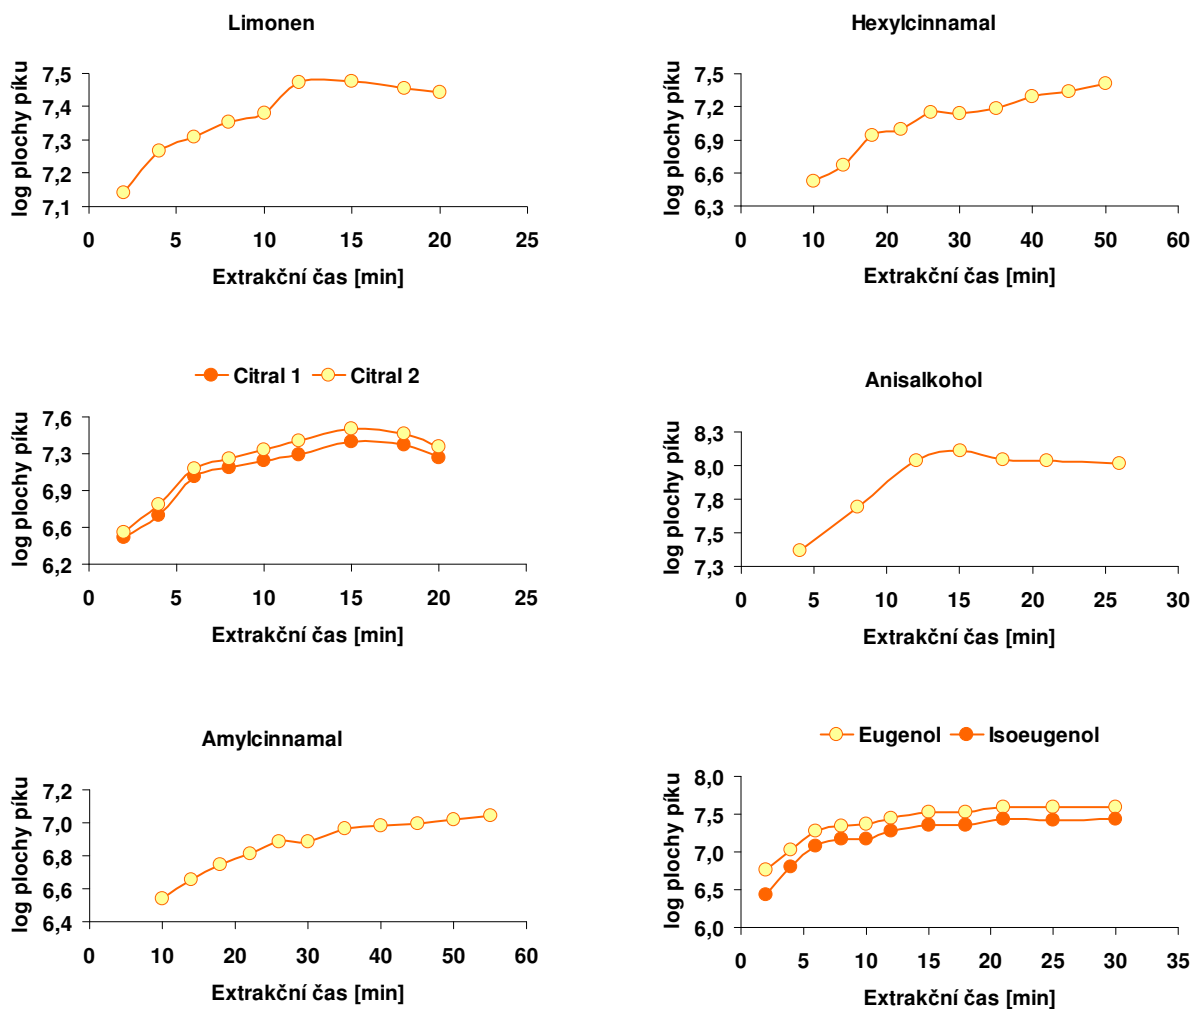 Limonen
log plochy píku
7,5
7,4
7,3
7,2
7,1
0 5 10 15 20 25
Extrakční čas [min]
Hexylcinnamal
log plochy píku
7,5
7,2
6,9
6,6
6,3
0 10 20 30 40 50 60
Extrakční čas [min]
Citral 1 Citral 2
log plochy píku
7,6
7,3
6,9
6,6
6,2
0 5 10 15 20 25
Extrakční čas [min]
Anisalkohol
log plochy píku
8,3
8,0
7,8
7,5
7,3
0 5 10 15 20 25 30
Extrakční čas [min]
Amylcinnamal
log plochy píku
7,2
7,0
6,8
6,6
6,4
0 10 20 30 40 50 60
Extrakční čas [min]
Eugenol Isoeugenol
log plochy píku
8,0
7,5
7,0
6,5
6,0
0 5 10 15 20 25 30 35
Extrakční čas [min]